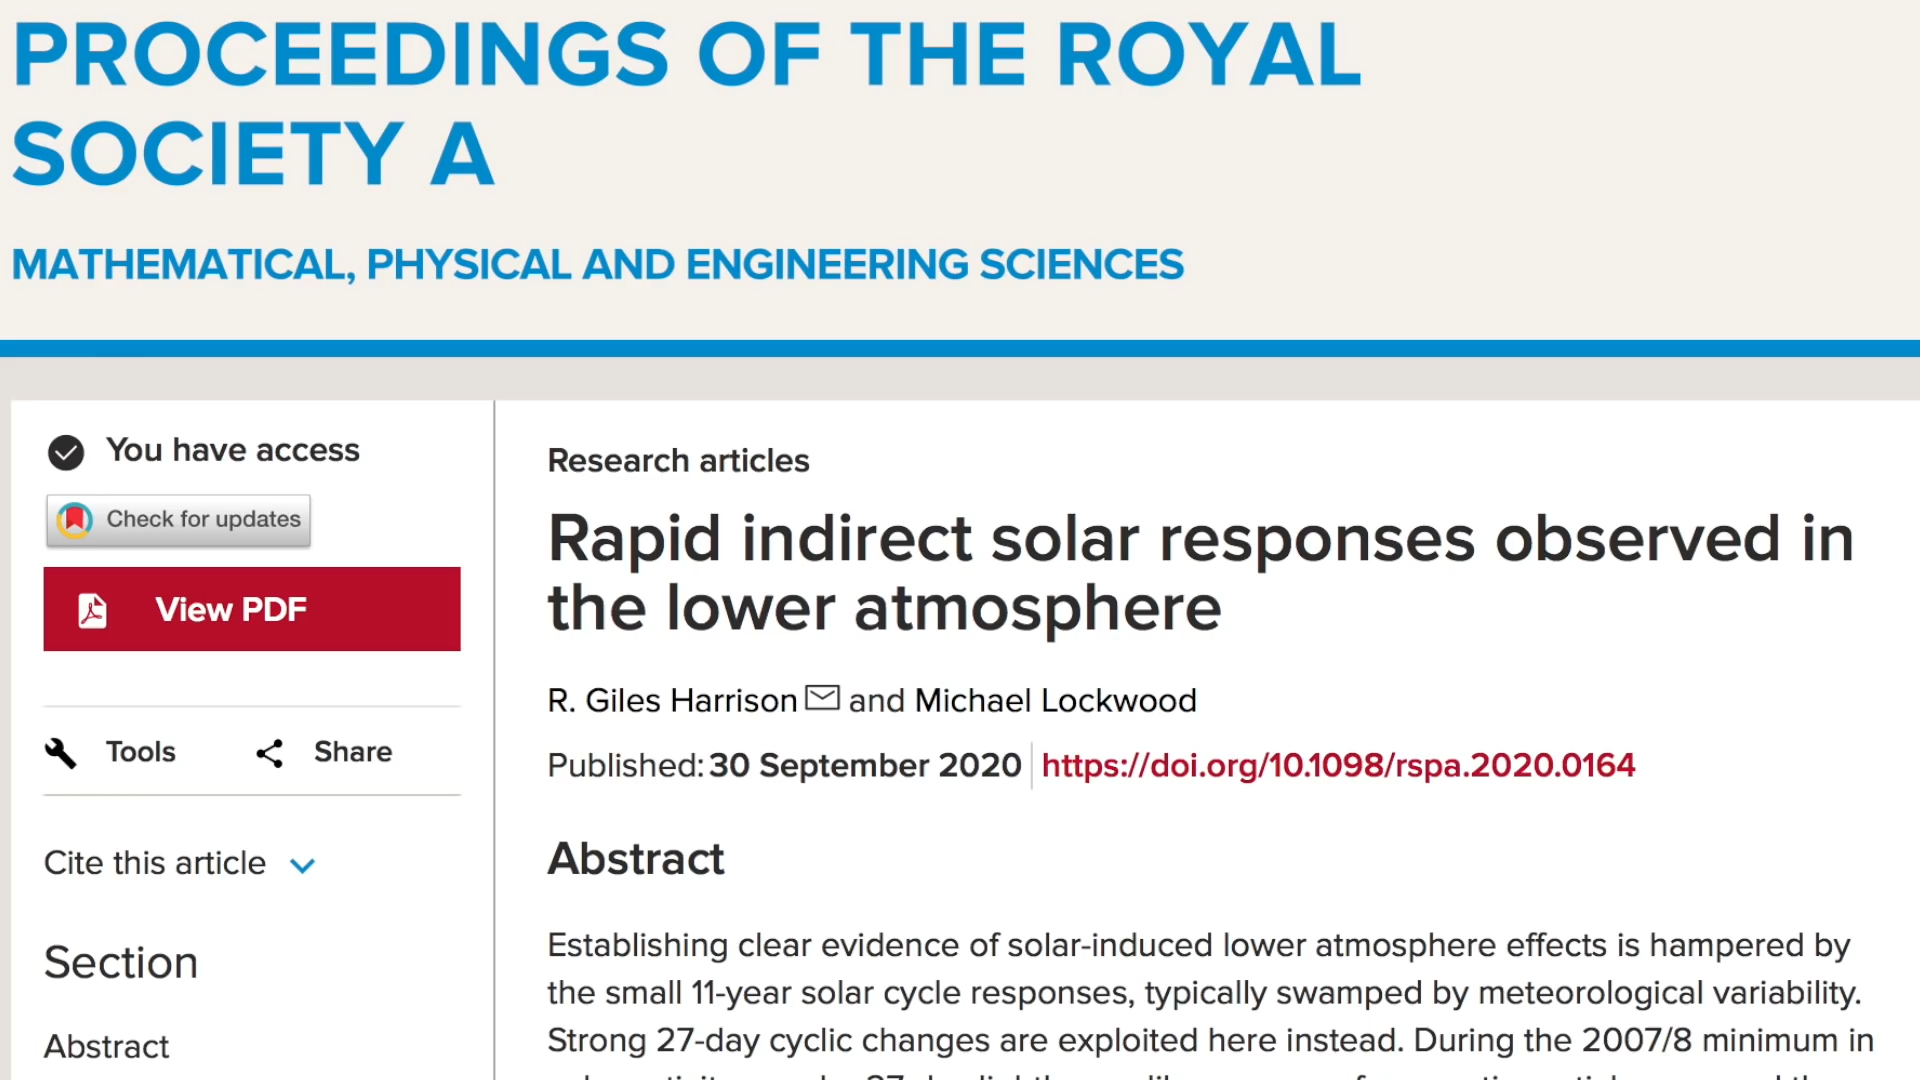 PROCEEDINGS OF THE ROYAL
SOCIETY A
MATHEMATICAL, PHYSICAL AND ENGINEERING SCIENCES
You have access
Check for updates
View PDF
Tools
Share
Cite this article
Section
Abstract
Research articles
Rapid indirect solar responses observed in
the lower atmosphere
R. Giles Harrison and Michael Lockwood
Published: 30 September 2020 https://doi.org/10.1098/rspa.2020.0164
Abstract
Establishing clear evidence of solar-induced lower atmosphere effects is hampered by
the small 11-year solar cycle responses, typically swamped by meteorological variability.
Strong 27-day cyclic changes are exploited here instead. During the 2007/8 minimum in